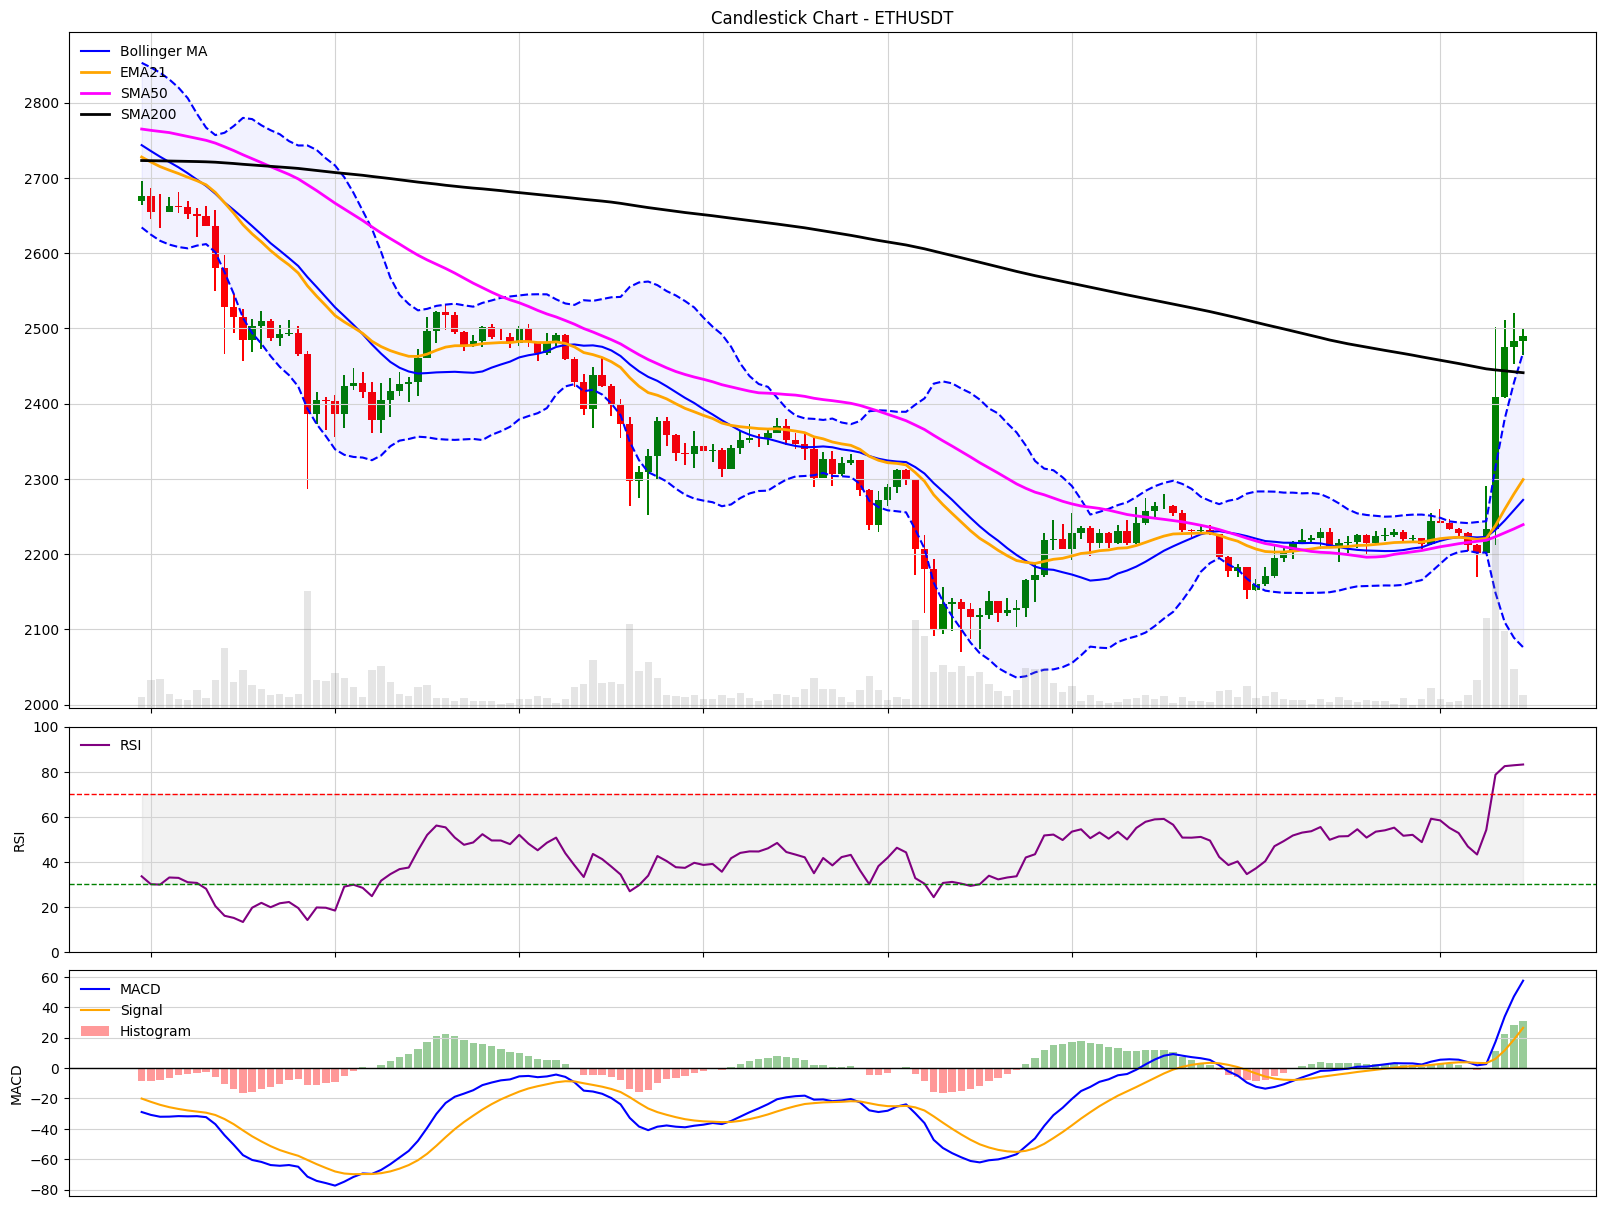 Candlestick Chart - ETHUSDT
Bollinger MA
EMA21
SMA50
SMA200
2800
2700
2600
2500
2400
2300
2200
2100
2000
RSI
RSI
100
80
60
40
20
0
MACD
Signal
Histogram
MACD
60
40
20
0
−20
−40
−60
−80